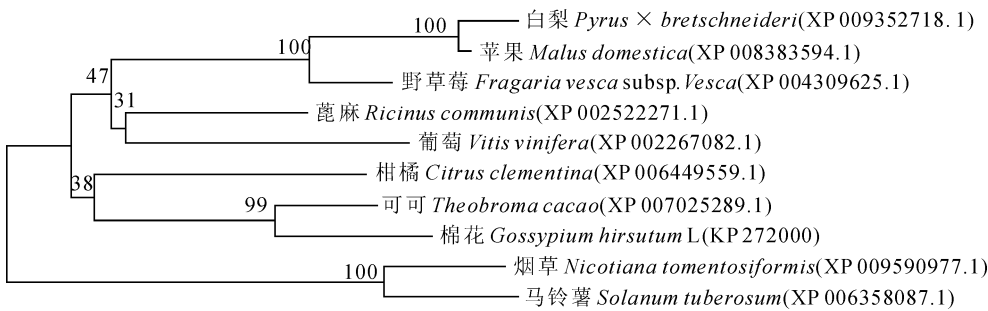 100 白梨 Pyrus × bretschneideri(XP 009352718. 1)
100 苹果 Malus domestica(XP 008383594.1)
47 野草莓 Fragaria vesca subsp. Vesca(XP 004309625.1)
31 蓖麻 Ricinus communis(XP 002522271.1)
葡萄 Vitis vinifera(XP 002267082.1)
38 柑橘 Citrus clementina(XP 006449559.1)
99 可可 Theobroma cacao(XP 007025289.1)
棉花 Gossypium hirsutum L(KP 272000)
100 烟草 Nicotiana tomentosiformis(XP 009590977.1)
马铃薯 Solanum tuberosum(XP 006358087.1)